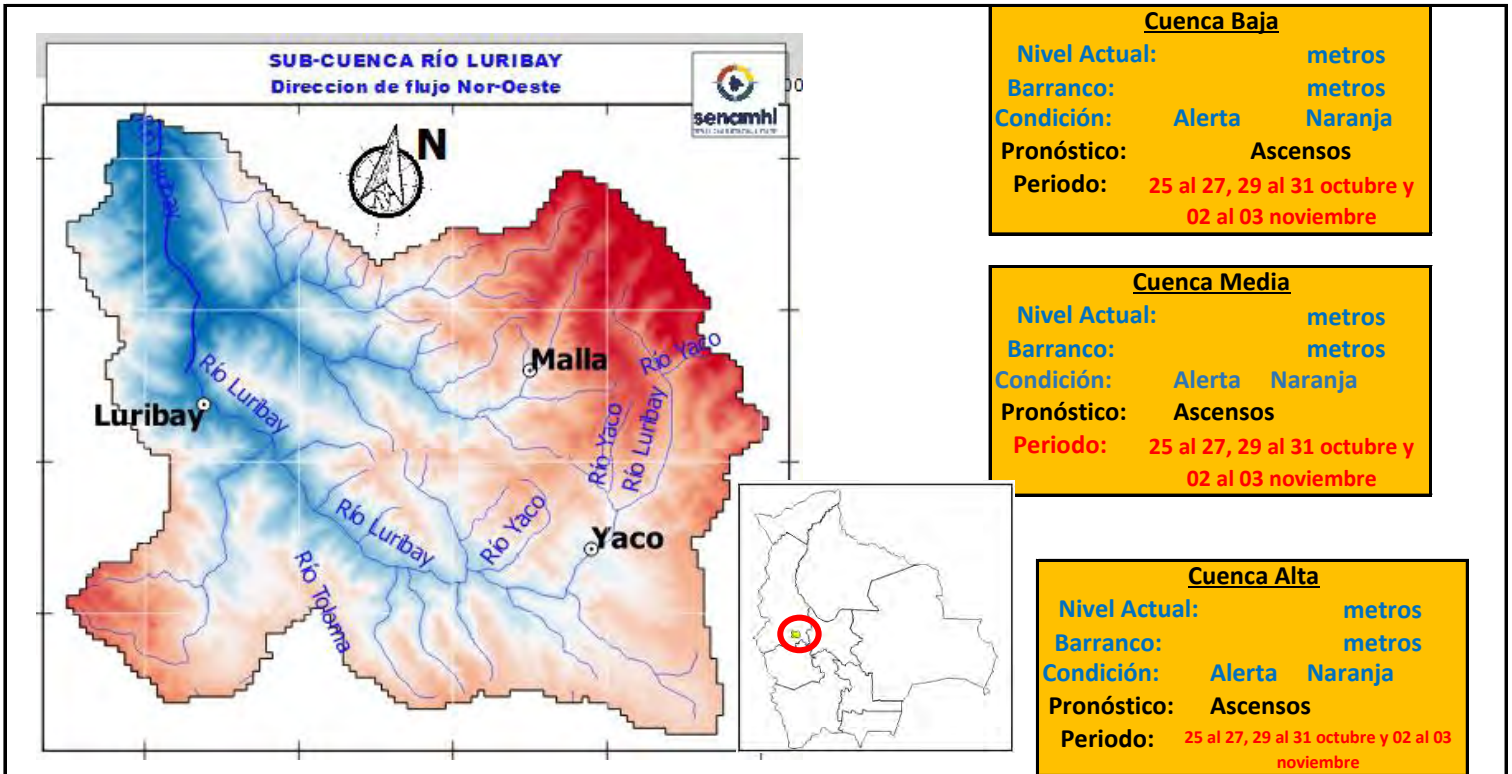 SUB-CUENCA RÍO LURIBAY
Direccion de flujo Nor-Oeste
senamhi
00
N
Río Luribay
Malla
Río Yaco
Luribay
Río Luribay
Río Yaco
Río Luribay
Río Luribay
Río Yaco
Yaco
Río Toloma
Cuenca Baja
Nivel Actual: metros
Barranco: metros
Condición: Alerta Naranja
Pronóstico: Ascensos
Periodo: 25 al 27, 29 al 31 octubre y
02 al 03 noviembre
Cuenca Media
Nivel Actual: metros
Barranco: metros
Condición: Alerta Naranja
Pronóstico: Ascensos
Periodo: 25 al 27, 29 al 31 octubre y
02 al 03 noviembre
Cuenca Alta
Nivel Actual: metros
Barranco: metros
Condición: Alerta Naranja
Pronóstico: Ascensos
Periodo: 25 al 27, 29 al 31 octubre y 02 al 03
noviembre